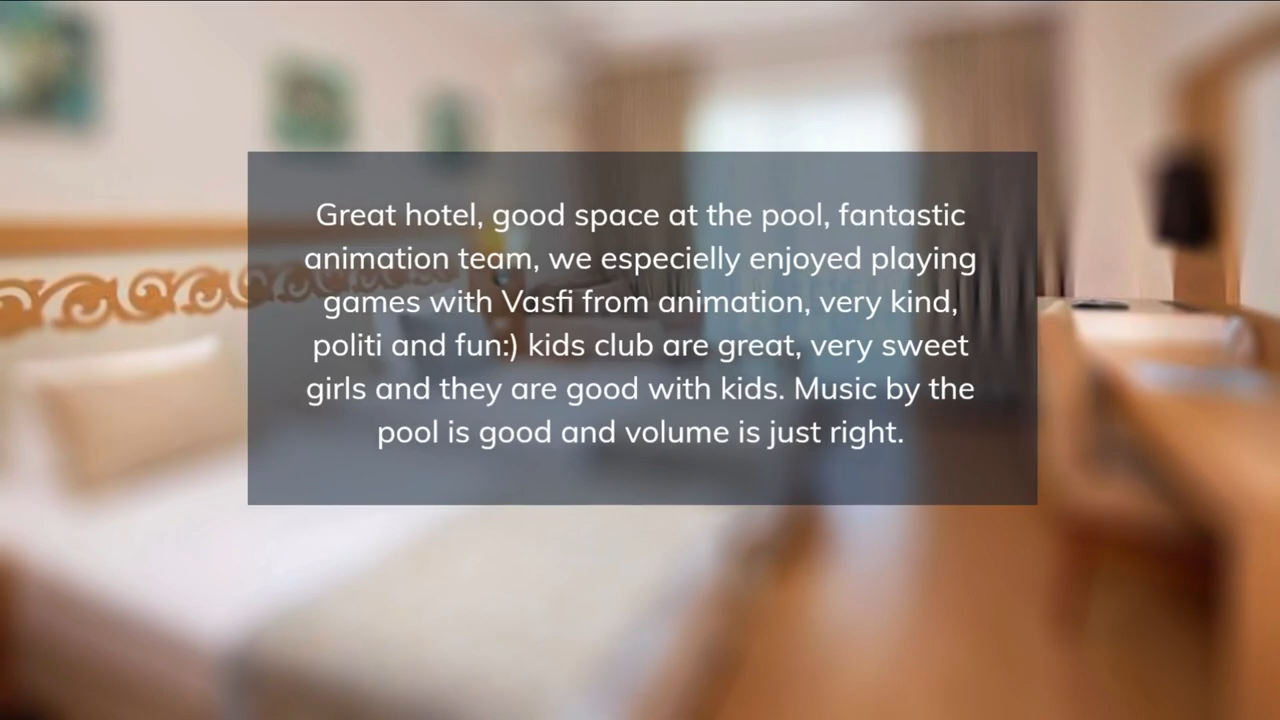 Great hotel, good space at the pool, fantastic
animation team, we especielly enjoyed playing
games with Vasfi from animation, very kind,
politi and fun:) kids club are great, very sweet
girls and they are good with kids. Music by the
pool is good and volume is just right.